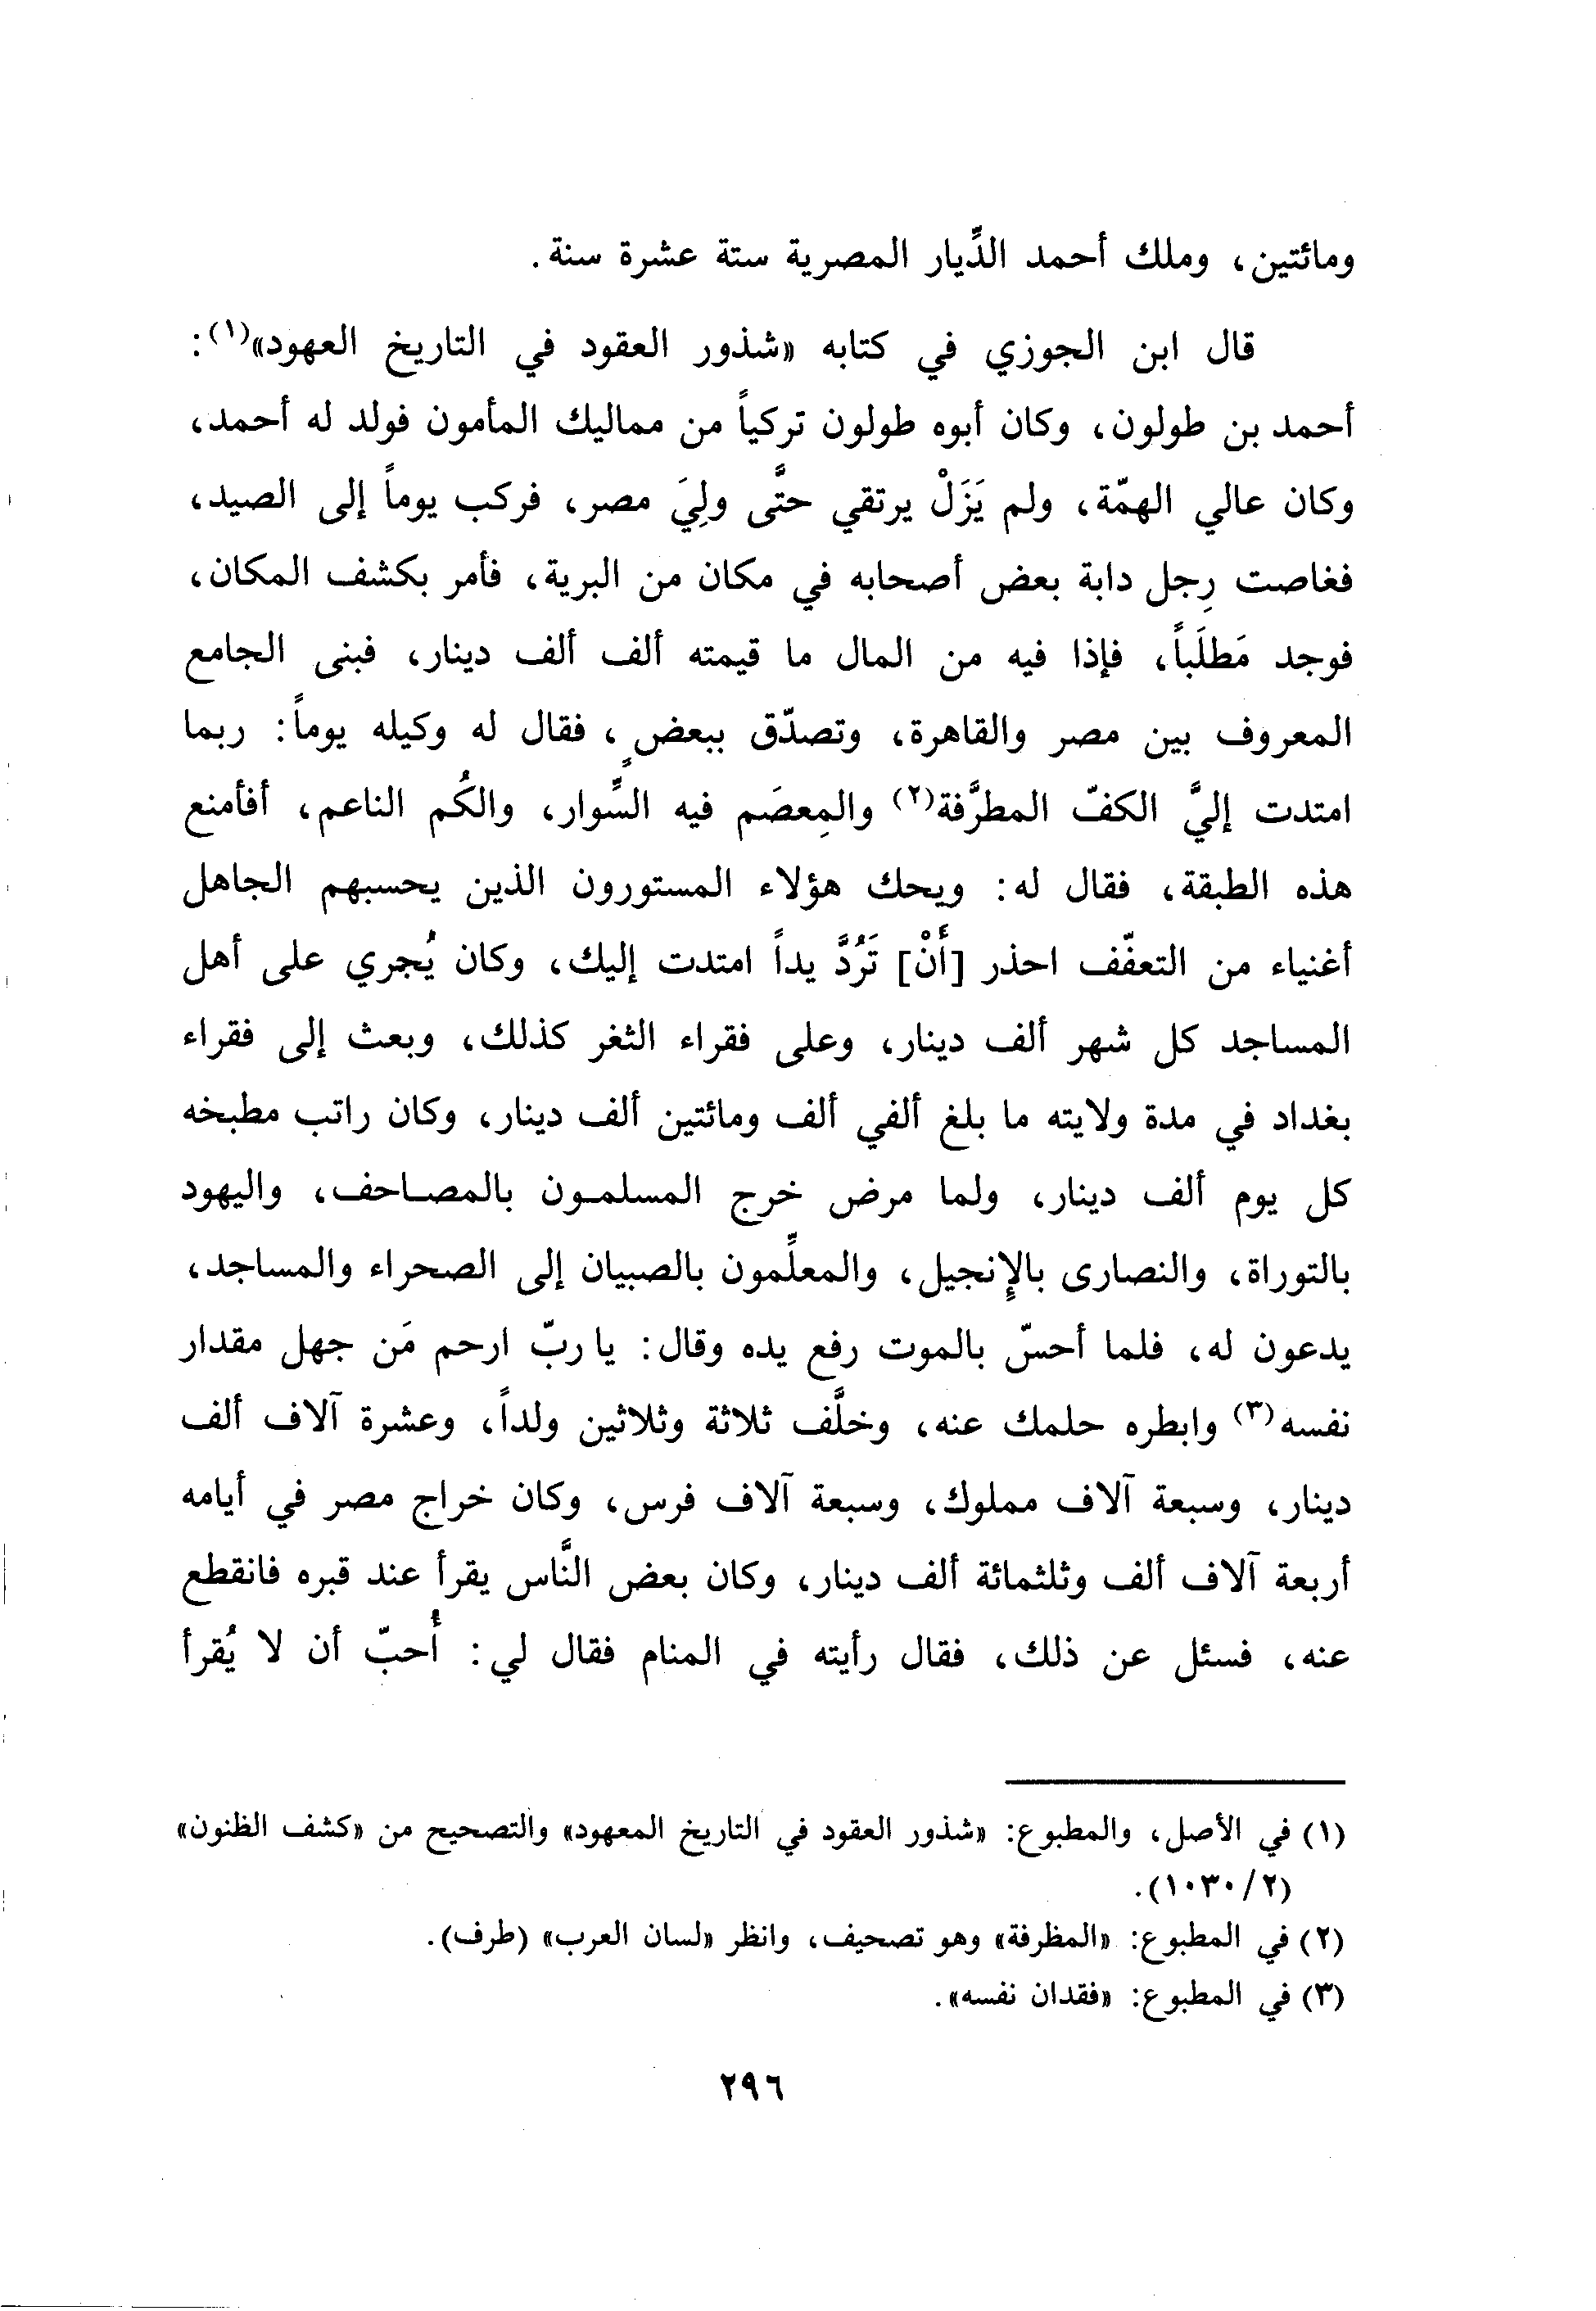 ومائتين، وملك أحمد الدِّيار المصرية ستة عشرة سنة.
قال ابن الجوزي في كتابه «شذور العقود في التاريخ العهود»(١):
أحمد بن طولون، وكان أبوه طولون تركياً من مماليك المأمون فولد له أحمد،
وكان عالي الهمّة، ولم يَزَلْ يرتقي حتَّى ولِيَ مصر، فركب يوماً إلى الصيد،
فغاصت رِجل دابة بعض أصحابه في مكان من البرية، فأمر بكشف المكان،
فوجد مَطلَباً، فإذا فيه من المال ما قيمته ألف ألف دينار، فبنى الجامع
المعروف بين مصر والقاهرة، وتصدّق ببعضٍ، فقال له وكيله يوماً: ربما
امتدت إليَّ الكفّ المطرَّفة(٢) والمِعصَم فيه السِّوار، والكُم الناعم، أفأمنع
هذه الطبقة، فقال له: ويحك هؤلاء المستورون الذين يحسبهم الجاهل
أغنياء من التعفّف احذر [أَنْ] تَرُدَّ يداً امتدت إليك، وكان يُجري على أهل
المساجد كل شهر ألف دينار، وعلى فقراء الثغر كذلك، وبعث إلى فقراء
بغداد في مدة ولايته ما بلغ ألفي ألف ومائتين ألف دينار، وكان راتب مطبخه
كل يوم ألف دينار، ولما مرض خرج المسلمون بالمصاحف، واليهود
بالتوراة، والنصارى بالإِنجيل، والمعلِّمون بالصبيان إلى الصحراء والمساجد،
يدعون له، فلما أحسّ بالموت رفع يده وقال: يا ربّ ارحم مَن جهل مقدار
نفسه(٣) وابطره حلمك عنه، وخلَّف ثلاثة وثلاثين ولداً، وعشرة آلاف ألف
دينار، وسبعة آلاف مملوك، وسبعة آلاف فرس، وكان خراج مصر في أيامه
أربعة آلاف ألف وثلثمائة ألف دينار، وكان بعض النَّاس يقرأ عند قبره فانقطع
عنه، فسئل عن ذلك، فقال رأيته في المنام فقال لي: أُحبّ أن لا يُقرأ
(١) في الأصل، والمطبوع: «شذور العقود في التاريخ المعهود» والتصحيح من «كشف الظنون»
(٢/ ١٠٣٠).
(٢) في المطبوع: «المظرفة» وهو تصحيف، وانظر «لسان العرب» (طرف).
(٣) في المطبوع: «فقدان نفسه».
٢٩٦